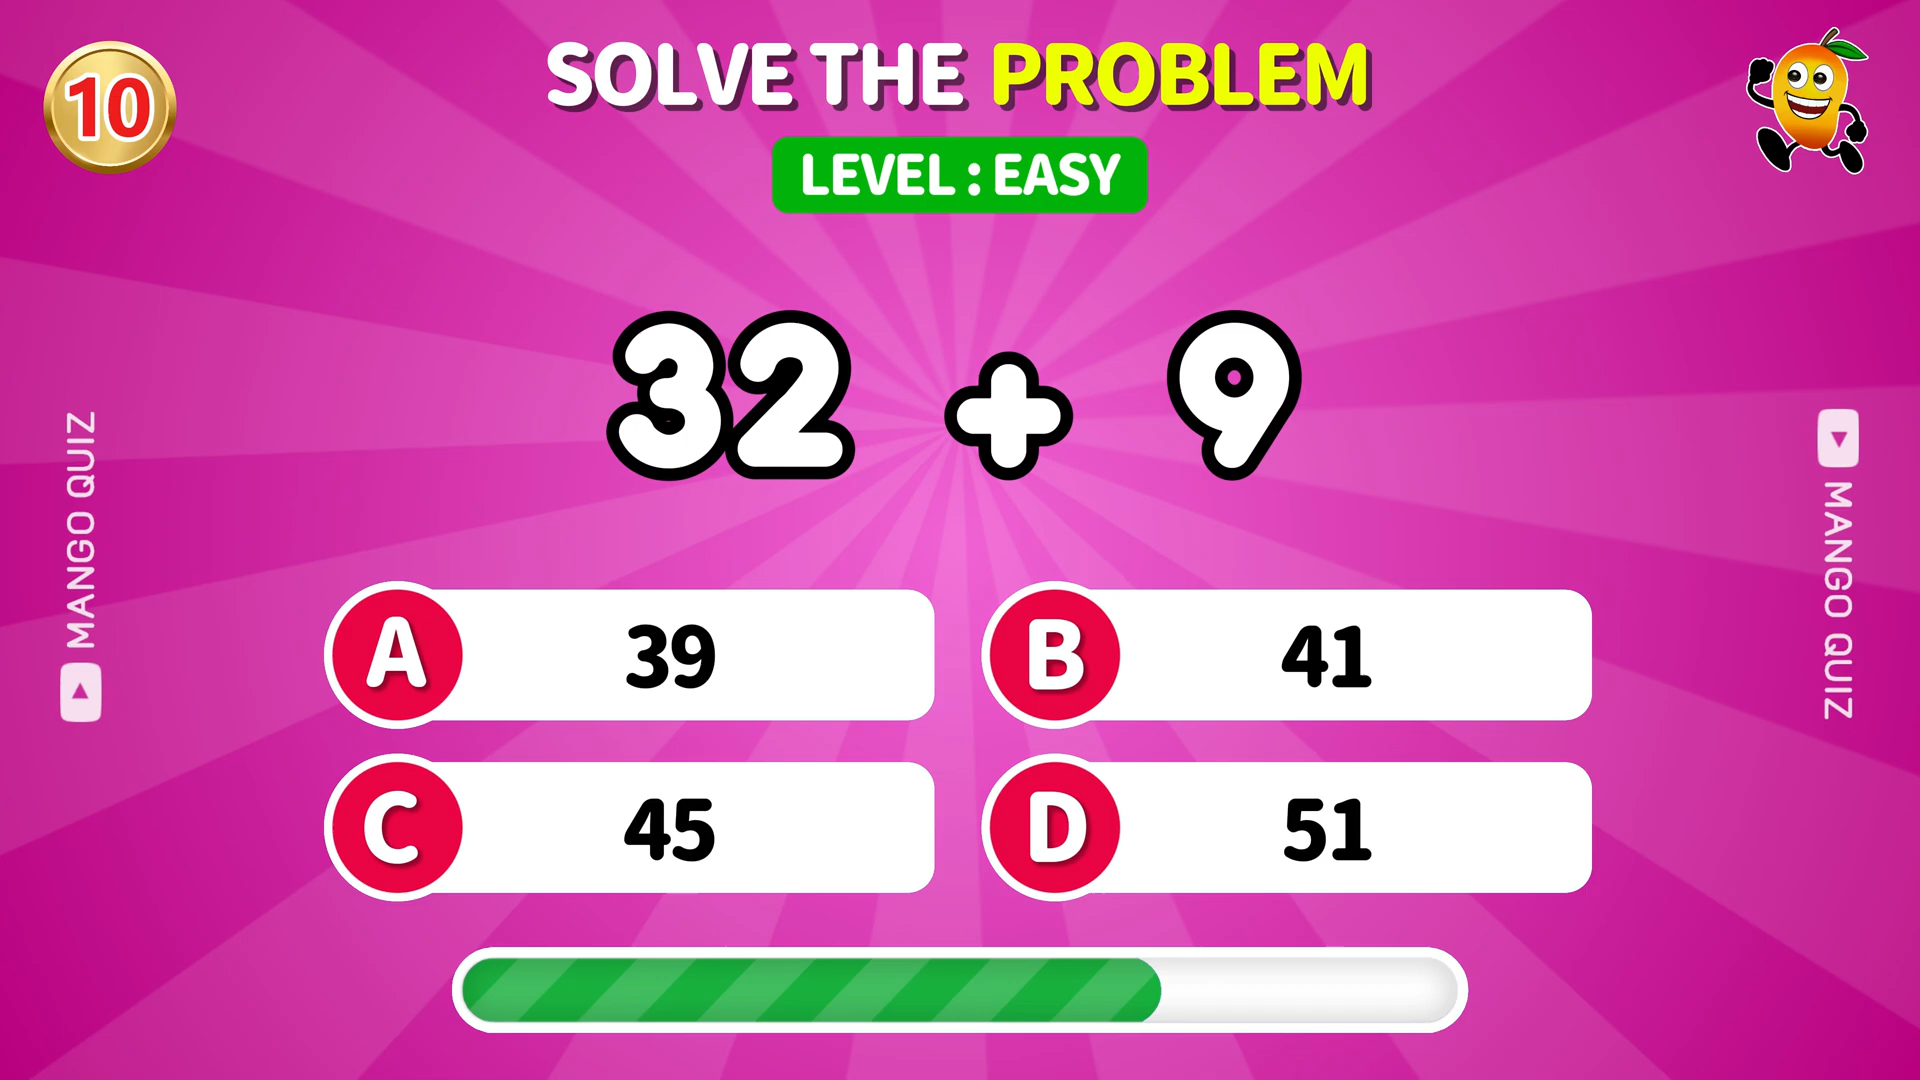 10
SOLVE THE PROBLEM
LEVEL : EASY
32 + 9
A 39
B 41
C 45
D 51
MANGO QUIZ
MANGO QUIZ